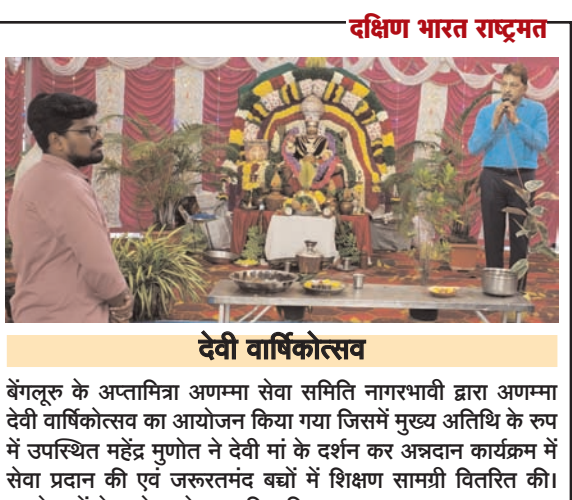 दक्षिण भारत राष्ट्रमत
देवी वार्षिकोत्सव
बेंगलूरु के अप्तामित्रा अणम्मा सेवा समिति नागरभावी द्वारा अणम्मा
देवी वार्षिकोत्सव का आयोजन किया गया जिसमें मुख्य अतिथि के रुप
में उपस्थित महेंद्र मुणोत ने देवी मां के दर्शन कर अन्नदान कार्यक्रम में
सेवा प्रदान की एवं जरूरतमंद बच्चों में शिक्षण सामग्री वितरित की।